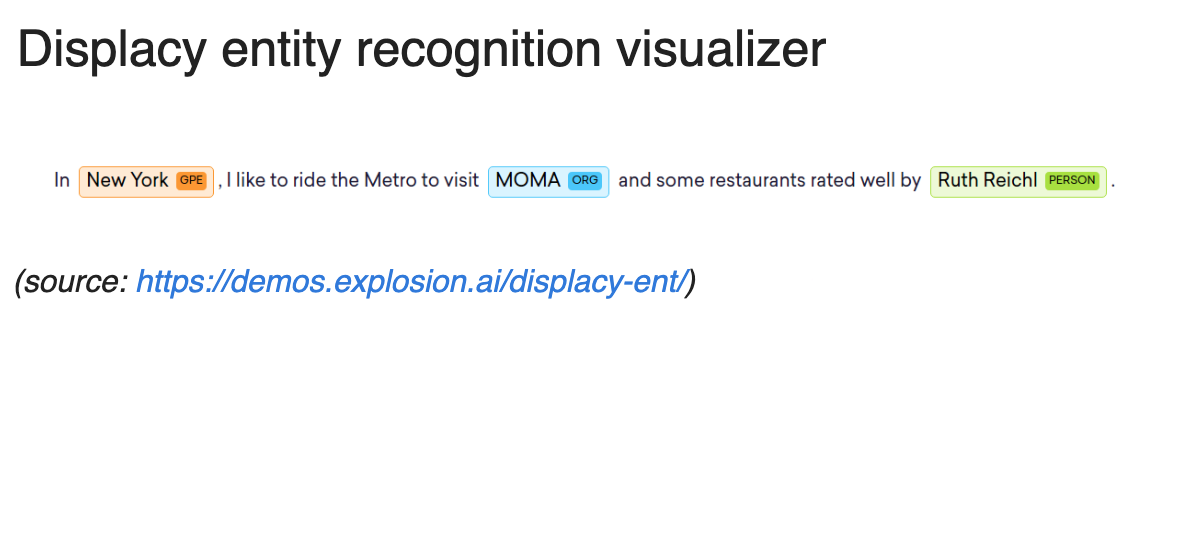 Displacy entity recognition visualizer
In New York GPE , I like to ride the Metro to visit MOMA ORG and some restaurants rated well by Ruth Reichl PERSON .
(source: https://demos.explosion.ai/displacy-ent/)